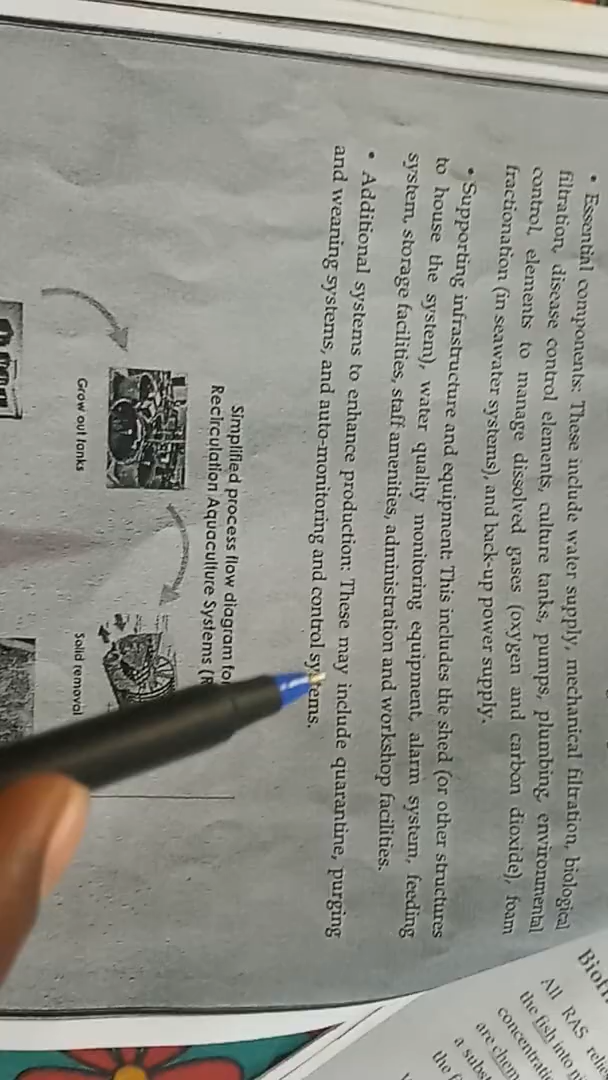 • Essential components: These include water supply, mechanical filtration, biological
filtration, disease control elements, culture tanks, pumps, plumbing, environmental
control, elements to manage dissolved gases (oxygen and carbon dioxide), foam
fractionation (in seawater systems), and back-up power supply.
• Supporting infrastructure and equipment: This includes the shed (or other structures
to house the system), water quality monitoring equipment, alarm system, feeding
system, storage facilities, staff amenities, administration and workshop facilities.
• Additional systems to enhance production: These may include quarantine, purging
and weaning systems, and auto-monitoring and control systems.
Simplified process flow diagram for
Recirculation Aquaculture Systems (R
Grow out tanks
Solid removal
All RAS
the fish into
concentrati
are chem
a subst
the